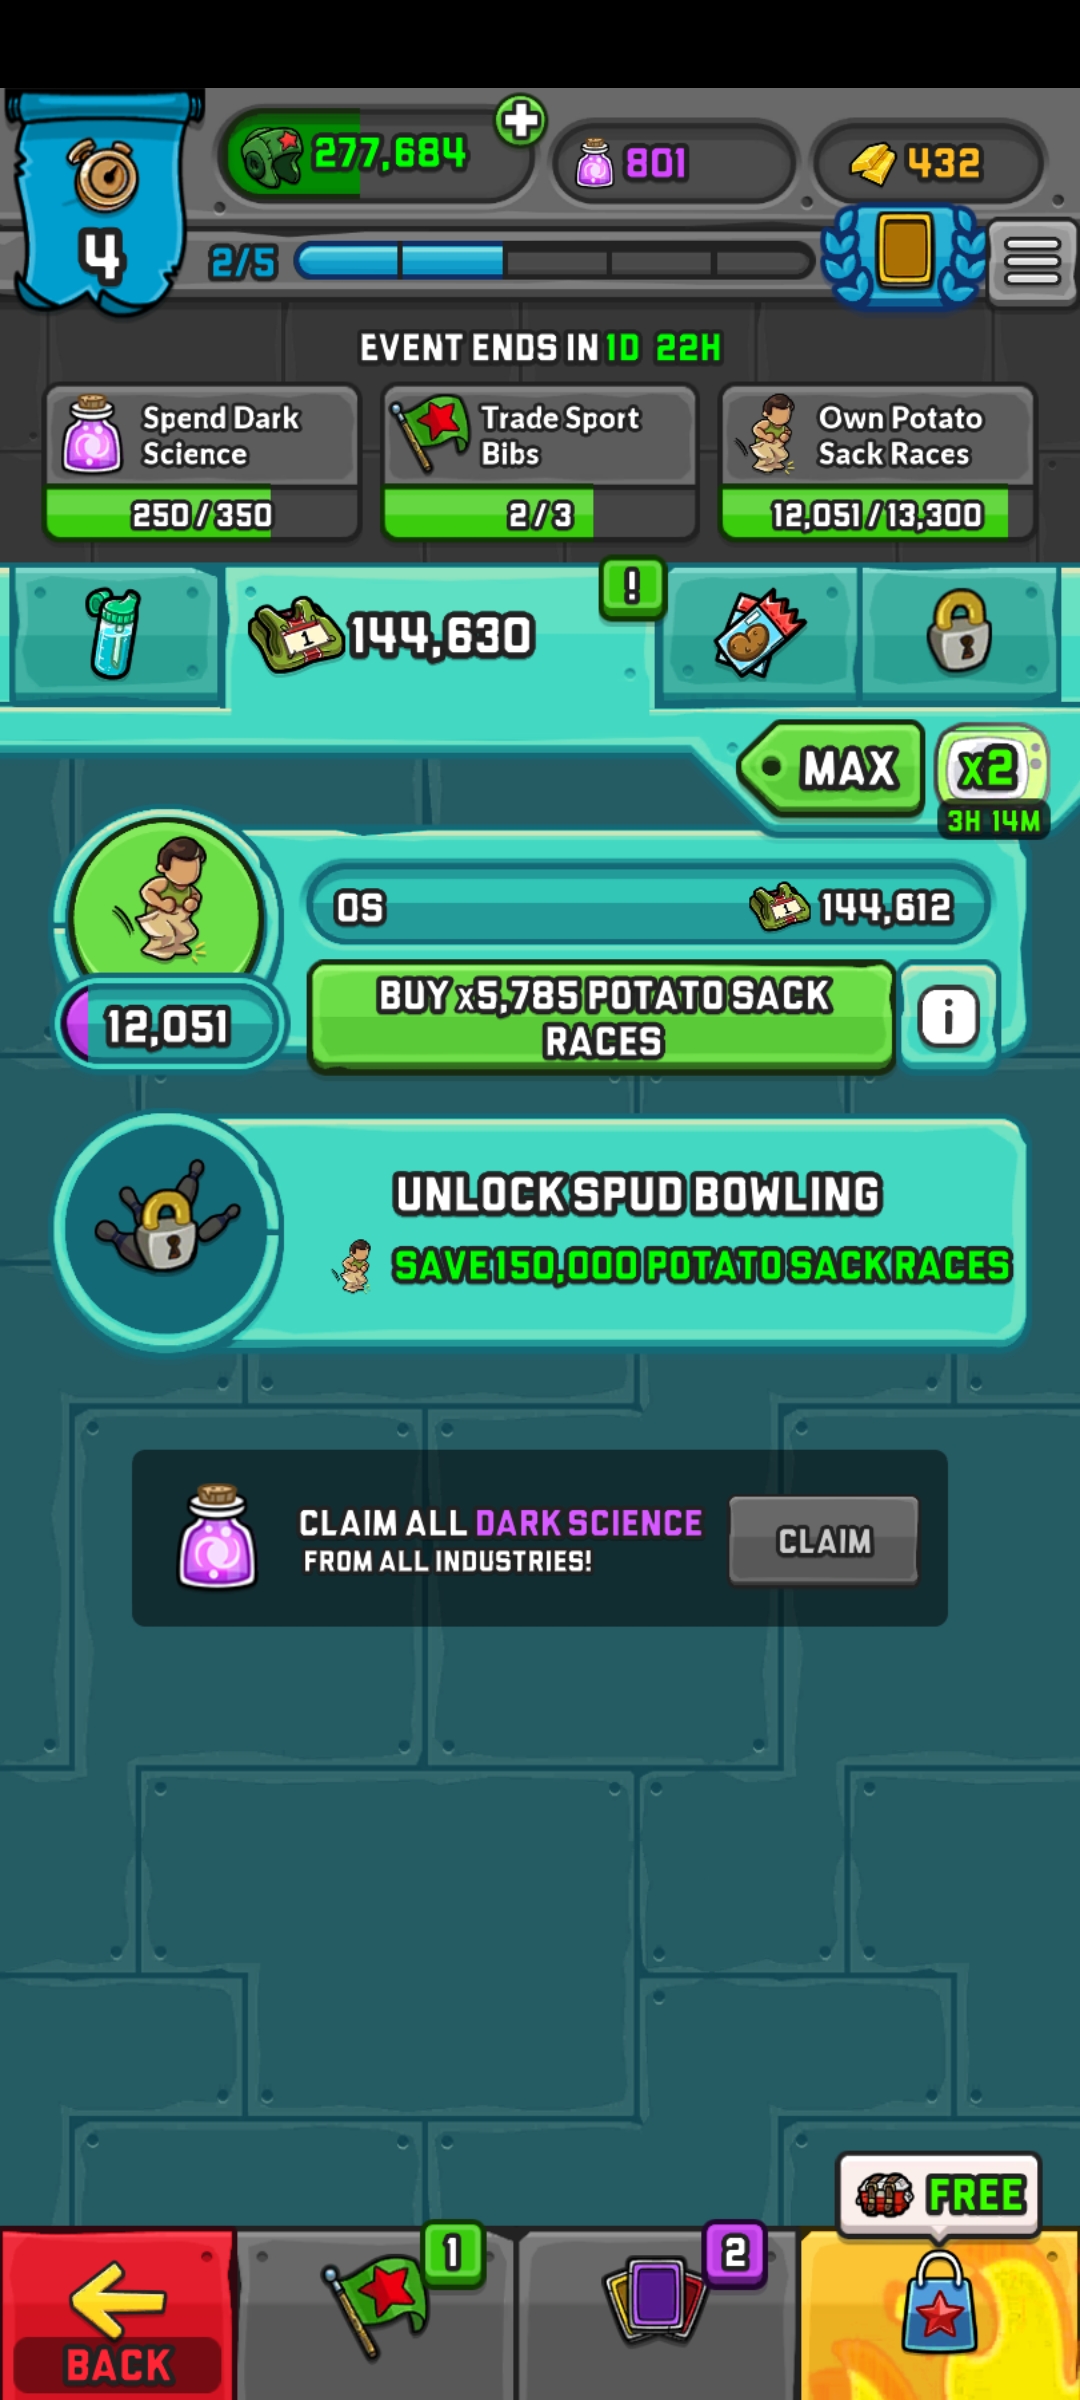 277,684
801
432
4
2/5
EVENT ENDS IN 1D 22H
Spend Dark
Science
250/350
Trade Sport
Bibs
2/3
Own Potato
Sack Races
12,051/13,300
1
144,630
!
MAX
x2
3H 14M
0S
1
144,612
12,051
BUY x5,785 POTATO SACK
RACES
i
UNLOCK SPUD BOWLING
SAVE 150,000 POTATO SACK RACES
CLAIM ALL DARK SCIENCE
FROM ALL INDUSTRIES!
CLAIM
FREE
BACK
1
2